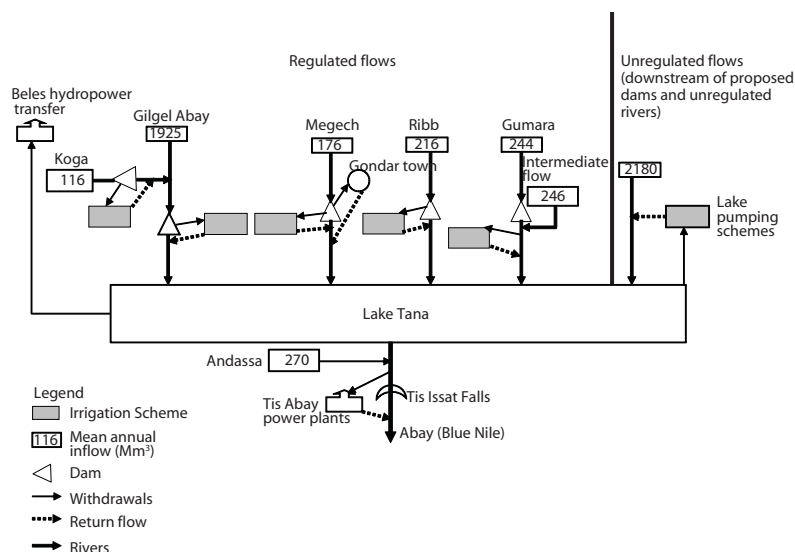 Regulated flows
Unregulated flows
(downstream of proposed
dams and unregulated
rivers)
Beles hydropower
transfer
Gilgel Abay
1925
Megech
176
Ribb
216
Gumara
244
Koga
116
Gondar town
Intermediate
flow
246
2180
Lake
pumping
schemes
Lake Tana
Andassa
270
Tis Issat Falls
Tis Abay
power plants
Abay (Blue Nile)
Legend
Irrigation Scheme
116
Mean annual
inflow (Mm³)
Dam
Withdrawals
Return flow
Rivers